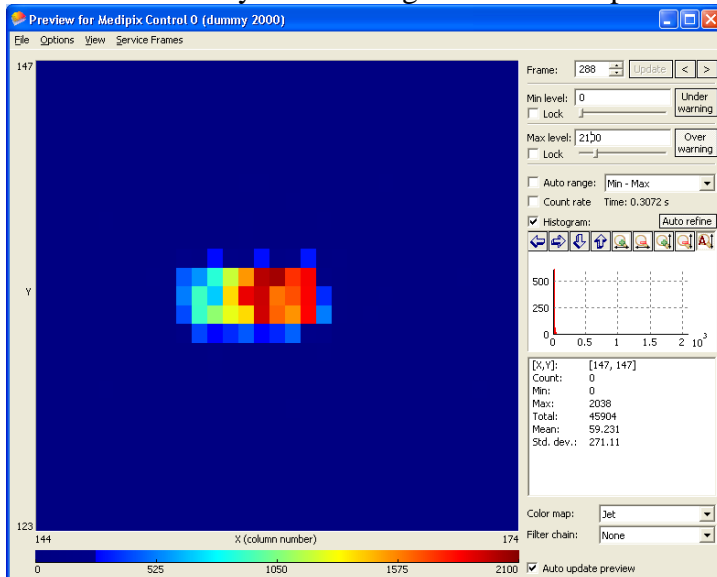 Preview for Medipix Control 0 (dummy 2000)
File Options View Service Frames
147
Y
123
144 X (column number) 174
0 525 1050 1575 2100
Frame: 288 Update < >
Min level: 0 Under warning
Lock
Max level: 2100 Over warning
Lock
Auto range: Min - Max
Count rate Time: 0.3072 s
Histogram: Auto refine
500
250
0
0 0.5 1 1.5 2 10³
[X,Y]: [147, 147]
Count: 0
Min: 0
Max: 2038
Total: 45904
Mean: 59.231
Std. dev.: 271.11
Color map: Jet
Filter chain: None
Auto update preview